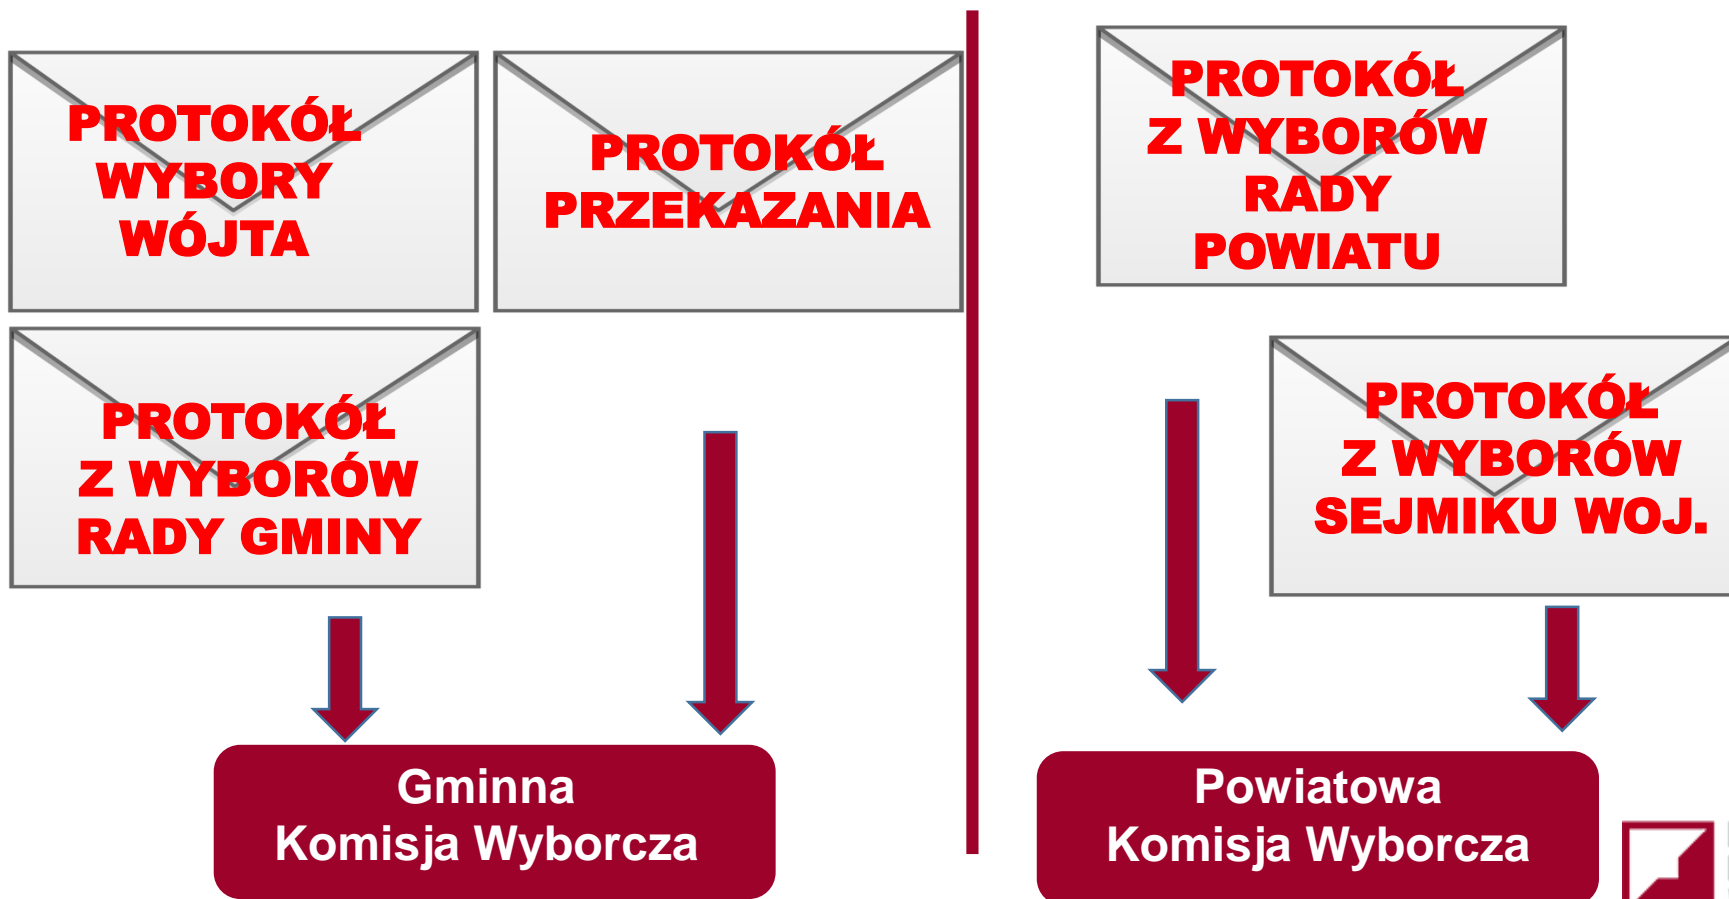 PROTOKÓŁ
WYBORY
WÓJTA
PROTOKÓŁ
PRZEKAZANIA
PROTOKÓŁ
Z WYBORÓW
RADY GMINY
Gminna
Komisja Wyborcza
PROTOKÓŁ
Z WYBORÓW
RADY
POWIATU
PROTOKÓŁ
Z WYBORÓW
SEJMIKU WOJ.
Powiatowa
Komisja Wyborcza